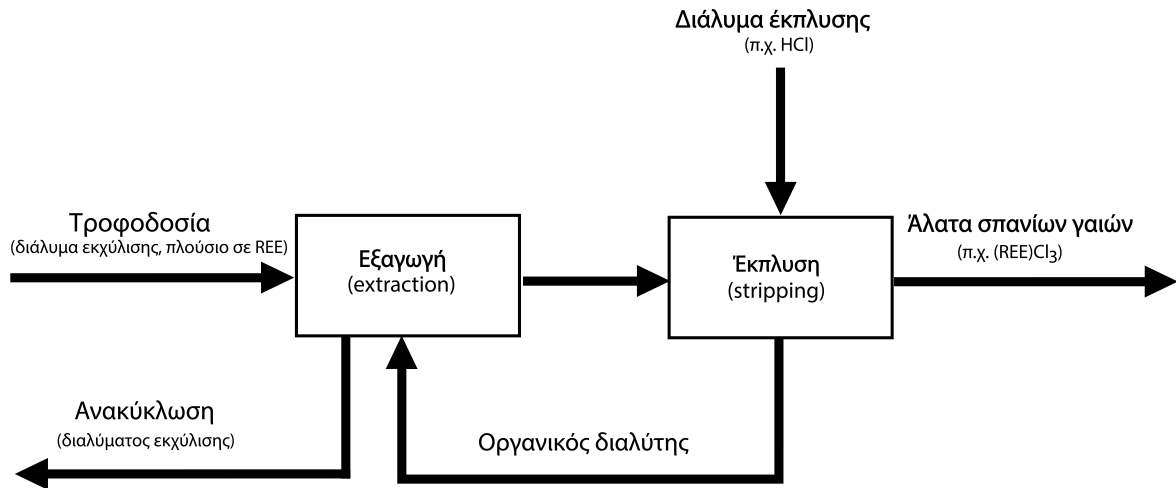 Διάλυμα έκπλυσης
(π.χ. HCl)
Τροφοδοσία
(διάλυμα εκχύλισης, πλούσιο σε REE)
Εξαγωγή
(extraction)
Έκπλυση
(stripping)
Άλατα σπανίων γαιών
(π.χ. (REE)Cl3)
Ανακύκλωση
(διαλύματος εκχύλισης)
Οργανικός διαλύτης